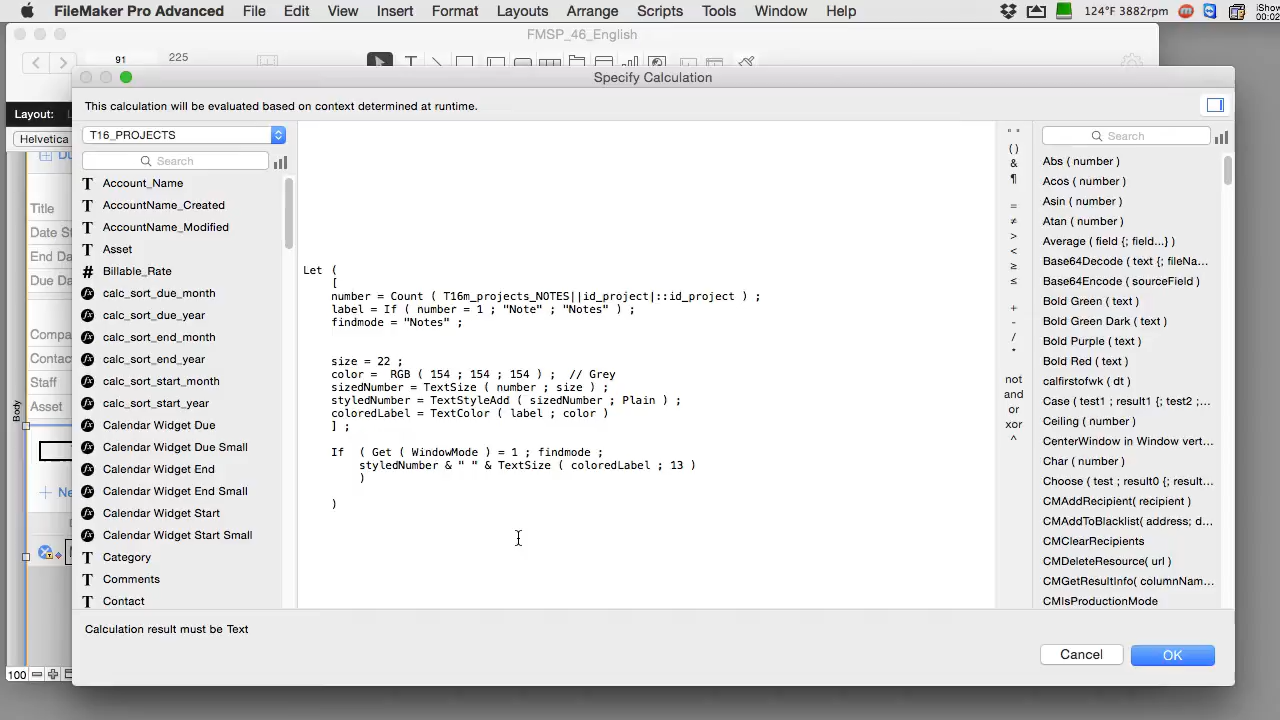 FileMaker Pro Advanced File Edit View Insert Format Layouts Arrange Scripts Tools Window Help 124°F 3882rpm iShow
00:02
FMSP_46_English
91 225
Specify Calculation
This calculation will be evaluated based on context determined at runtime.
Layout:
Helvetica
Du
Title
Date St
End Da
Due Da
Compa
Contac
Staff
Asset
Body
Ne
100
T16_PROJECTS
Search
Account_Name
AccountName_Created
AccountName_Modified
Asset
Billable_Rate
calc_sort_due_month
calc_sort_due_year
calc_sort_end_month
calc_sort_end_year
calc_sort_start_month
calc_sort_start_year
Calendar Widget Due
Calendar Widget Due Small
Calendar Widget End
Calendar Widget End Small
Calendar Widget Start
Calendar Widget Start Small
Category
Comments
Contact
Let (
[
number = Count ( T16m_projects_NOTES||id_project|::id_project ) ;
label = If ( number = 1 ; "Note" ; "Notes" ) ;
findmode = "Notes" ;
size = 22 ;
color =  RGB ( 154 ; 154 ; 154 ) ;  // Grey
sizedNumber = TextSize ( number ; size ) ;
styledNumber = TextStyleAdd ( sizedNumber ; Plain ) ;
coloredLabel = TextColor ( label ; color )
] ;
If  ( Get ( WindowMode ) = 1 ; findmode ;
styledNumber & " " & TextSize ( coloredLabel ; 13 )
)
)
" "
( )
&
¶
=
≠
>
<
≥
≤
+
-
/
*
not
and
or
xor
^
Search
Abs ( number )
Acos ( number )
Asin ( number )
Atan ( number )
Average ( field {; field...} )
Base64Decode ( text {; fileNa...
Base64Encode ( sourceField )
Bold Green ( text )
Bold Green Dark ( text )
Bold Purple ( text )
Bold Red ( text )
calfirstofwk ( dt )
Case ( test1 ; result1 {; test2 ;...
Ceiling ( number )
CenterWindow in Window vert...
Char ( number )
Choose ( test ; result0 {; result...
CMAddRecipient( recipient )
CMAddToBlacklist( address; d...
CMClearRecipients
CMDeleteResource( url )
CMGetResultInfo( columnNam...
CMIsProductionMode
Calculation result must be Text
Cancel
OK